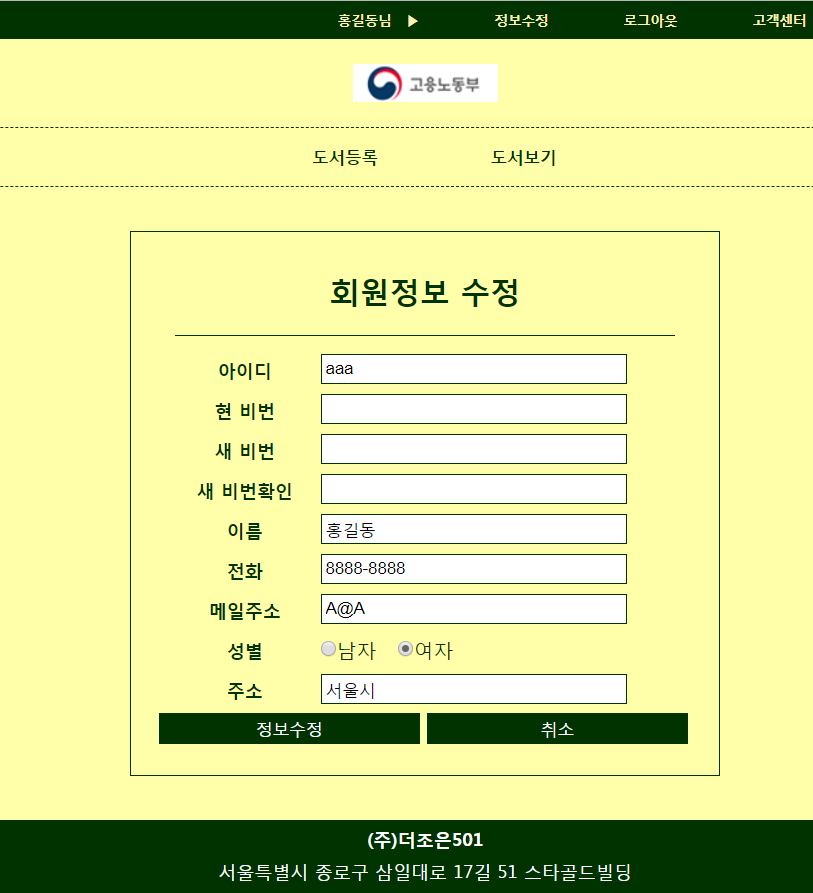 홍길동님 ▶ 정보수정 로그아웃 고객센터
고용노동부
도서등록 도서보기
회원정보 수정
아이디 aaa
현 비번
새 비번
새 비번확인
이름 홍길동
전화 8888-8888
메일주소 A@A
성별 남자 여자
주소 서울시
정보수정 취소
(주)더조은501
서울특별시 종로구 삼일대로 17길 51 스타골드빌딩